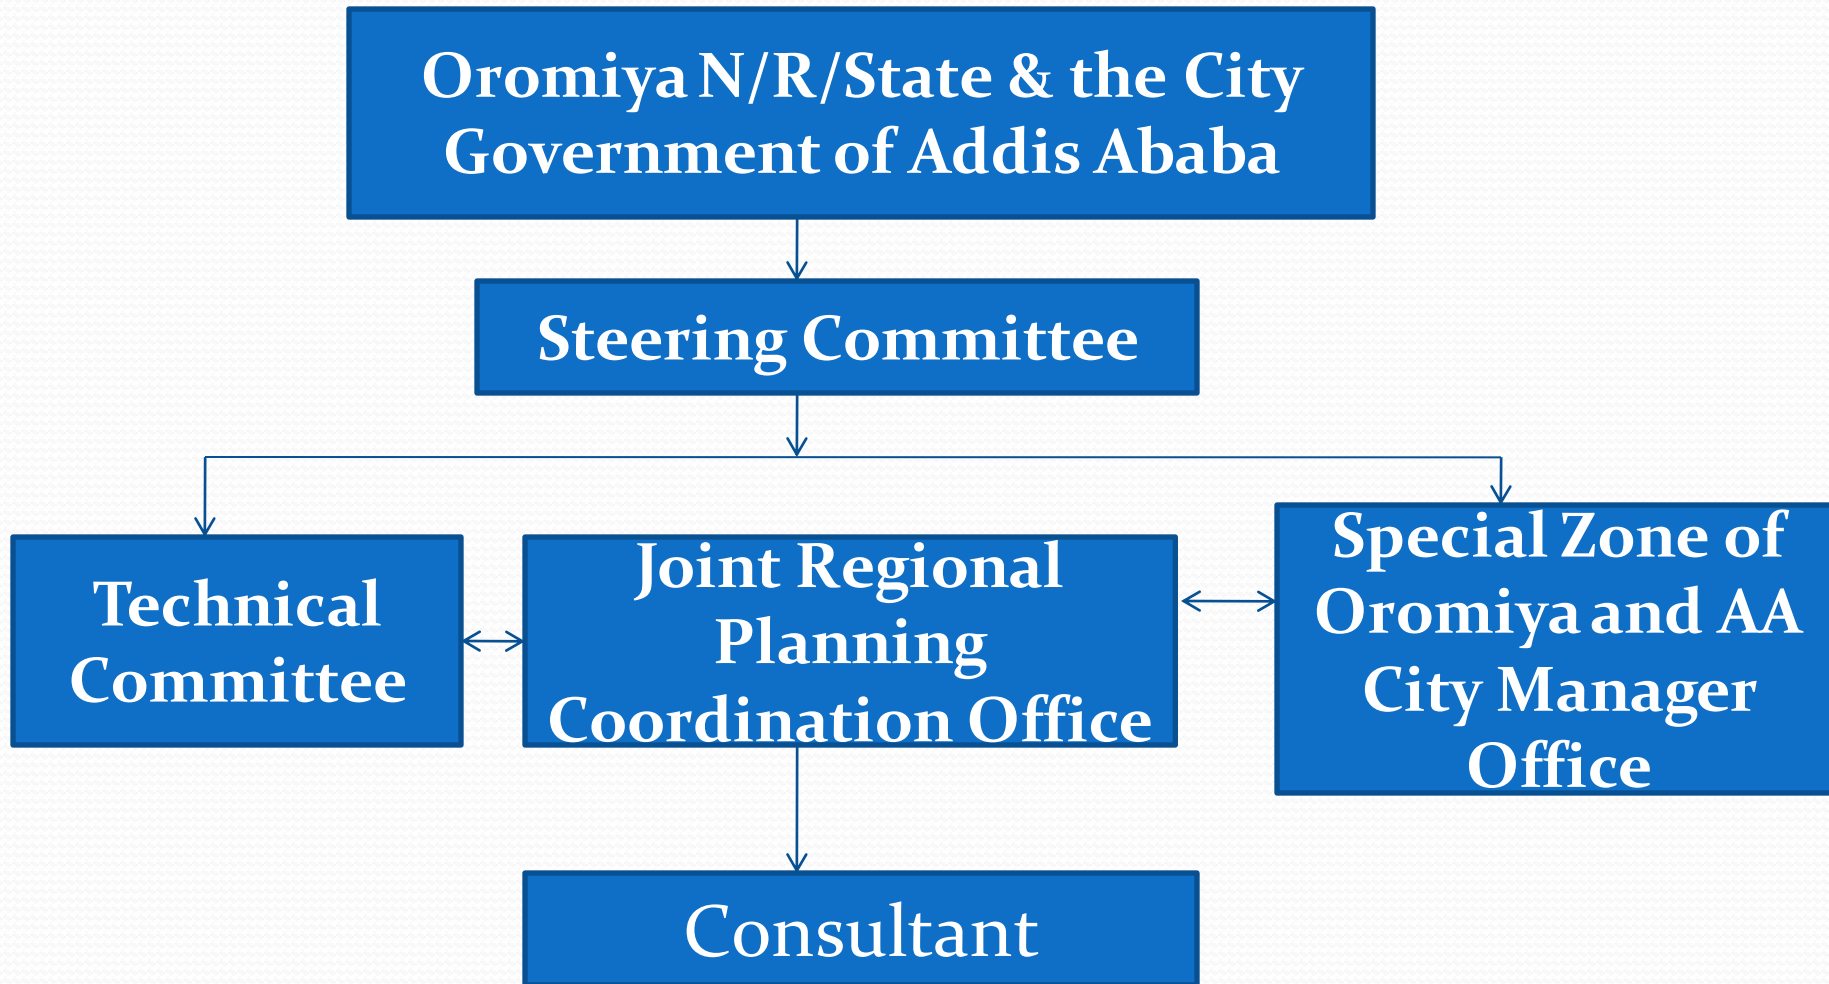 Oromiya N/R/State & the City
Government of Addis Ababa
Steering Committee
Technical
Committee
Joint Regional
Planning
Coordination Office
Special Zone of
Oromiya and AA
City Manager
Office
Consultant